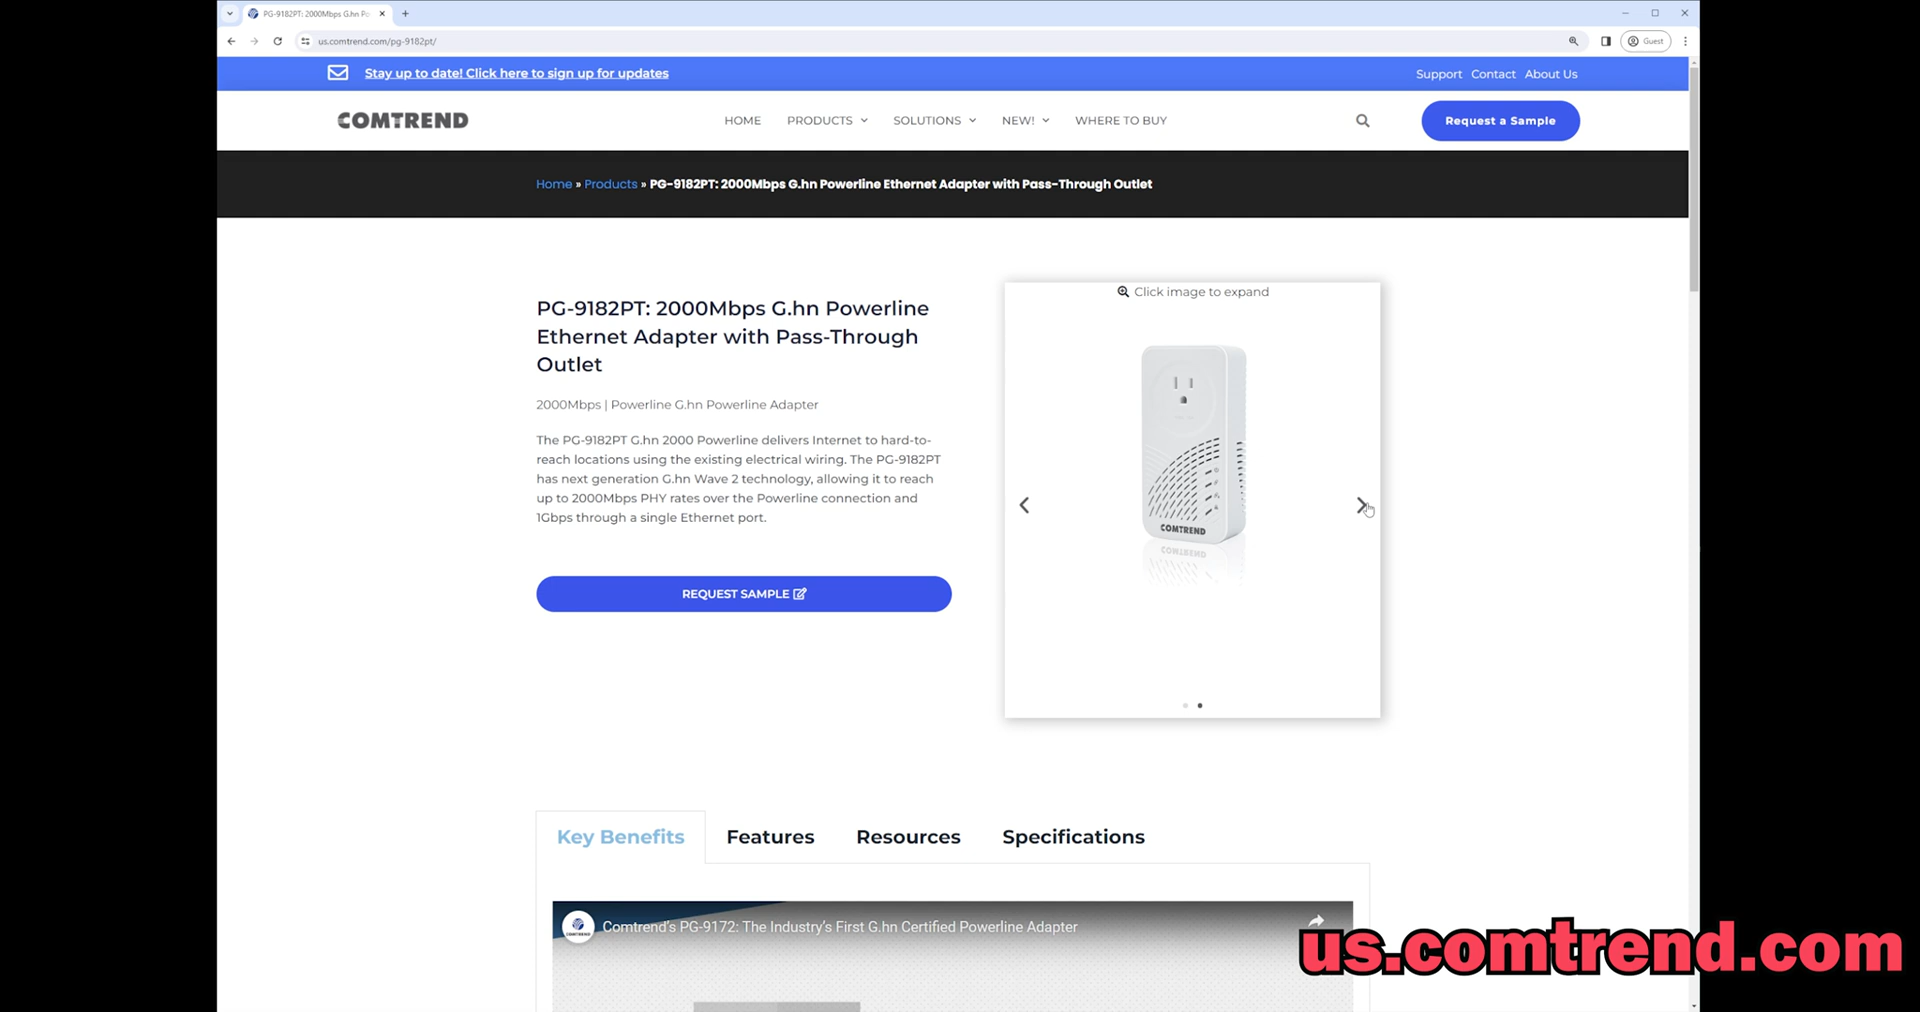 PG-9182PT: 2000Mbps G.hn Po
us.comtrend.com/pg-9182pt/
Guest
Stay up to date! Click here to sign up for updates
Support Contact About Us
COMTREND
HOME PRODUCTS SOLUTIONS NEW! WHERE TO BUY
Request a Sample
Home » Products » PG-9182PT: 2000Mbps G.hn Powerline Ethernet Adapter with Pass-Through Outlet
PG-9182PT: 2000Mbps G.hn Powerline
Ethernet Adapter with Pass-Through
Outlet
2000Mbps | Powerline G.hn Powerline Adapter
The PG-9182PT G.hn 2000 Powerline delivers Internet to hard-to-
reach locations using the existing electrical wiring. The PG-9182PT
has next generation G.hn Wave 2 technology, allowing it to reach
up to 2000Mbps PHY rates over the Powerline connection and
1Gbps through a single Ethernet port.
REQUEST SAMPLE
Click image to expand
COMTREND
Key Benefits Features Resources Specifications
COMTREND
Comtrend's PG-9172: The Industry's First G.hn Certified Powerline Adapter
us.comtrend.com